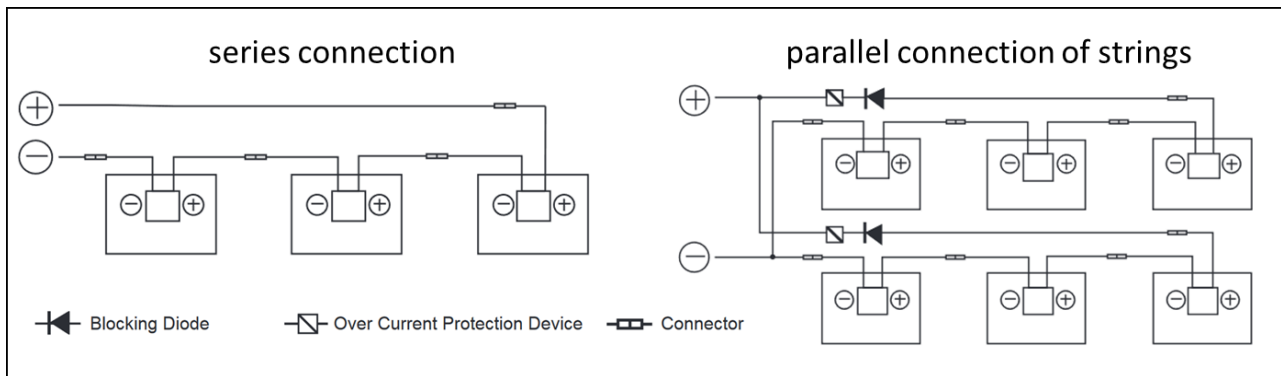 series connection
parallel connection of strings
+
−
− +
− +
− +
+
−
− +
− +
− +
− +
− +
− +
Blocking Diode
Over Current Protection Device
Connector